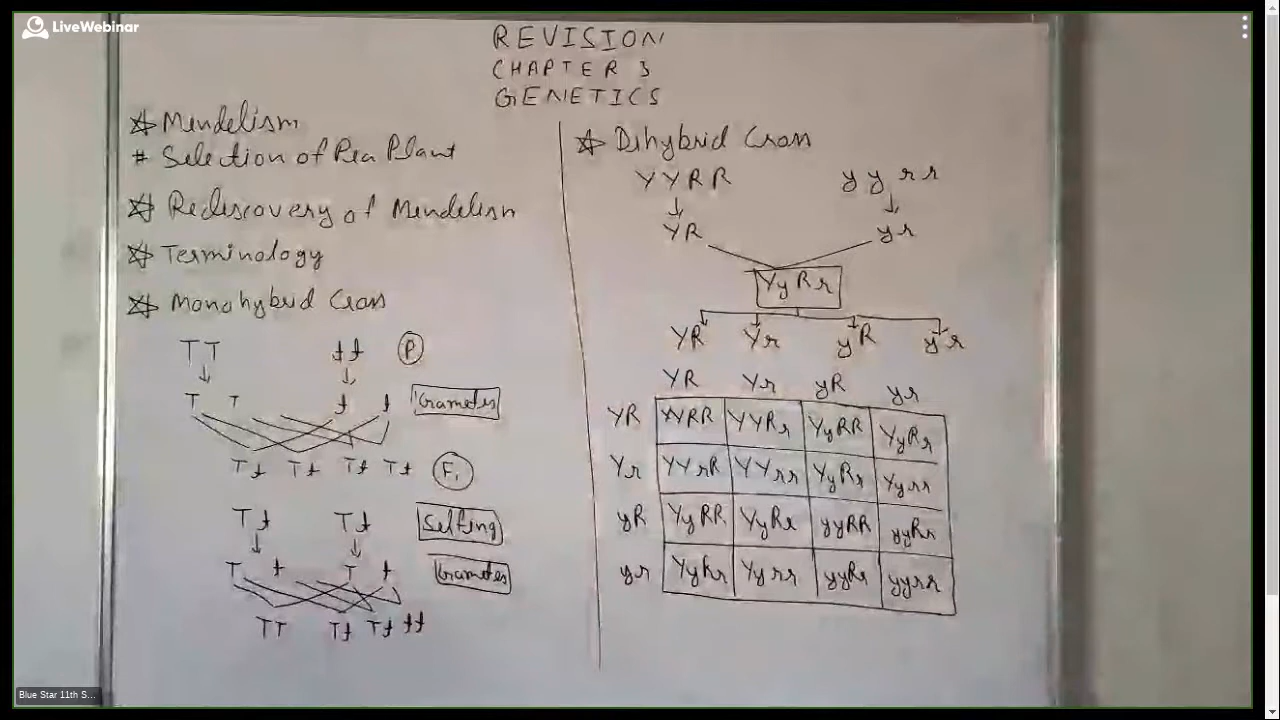 LiveWebinar
REVISION
CHAPTER 3
GENETICS
Mendelism
# Selection of Pea Plant
Rediscovery of Mendelism
Terminology
Monohybrid Cross
TT tt P
T T t t Gametes
Tt Tt Tt Tt F1
Tt Tt Selfing
T t T t Gametes
TT Tt Tt tt
Dihybrid Cross
YYRR yyrr
YR yr
YyRr
YR Yr yR yr
YR Yr yR yr
YR YYRR YYRr YyRR YyRr
Yr YYrR YYrr YyRr Yyrr
yR YyRR YyRr yyRR yyRr
yr YyRr Yyrr yyRr yyrr
Blue Star 11th S...